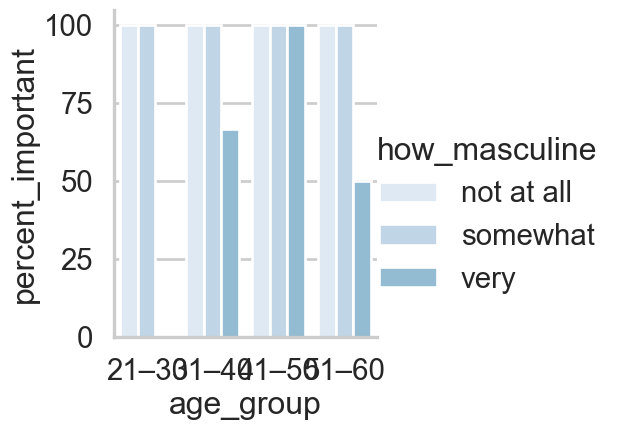 percent_important
100
75
50
25
0
21–30
31–40
41–50
51–60
age_group
how_masculine
not at all
somewhat
very